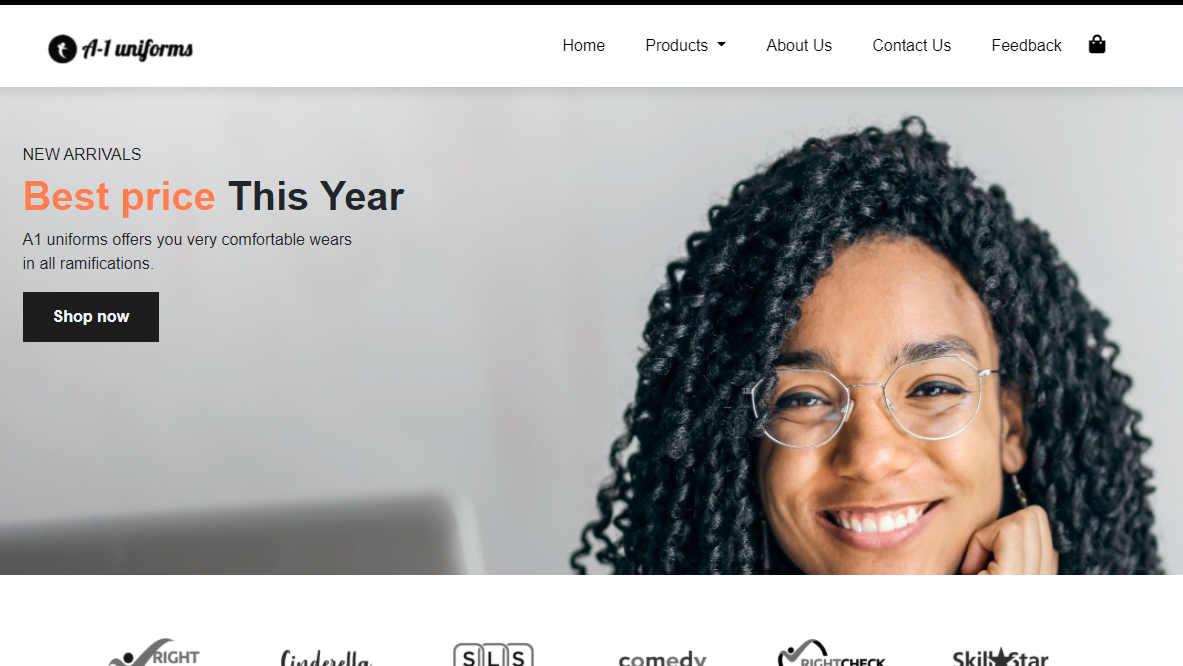 t A-1 uniforms
Home Products About Us Contact Us Feedback
NEW ARRIVALS
Best price This Year
A1 uniforms offers you very comfortable wears
in all ramifications.
Shop now
RIGHT Cinderella SLS comedy RIGHTCHECK SkillStar